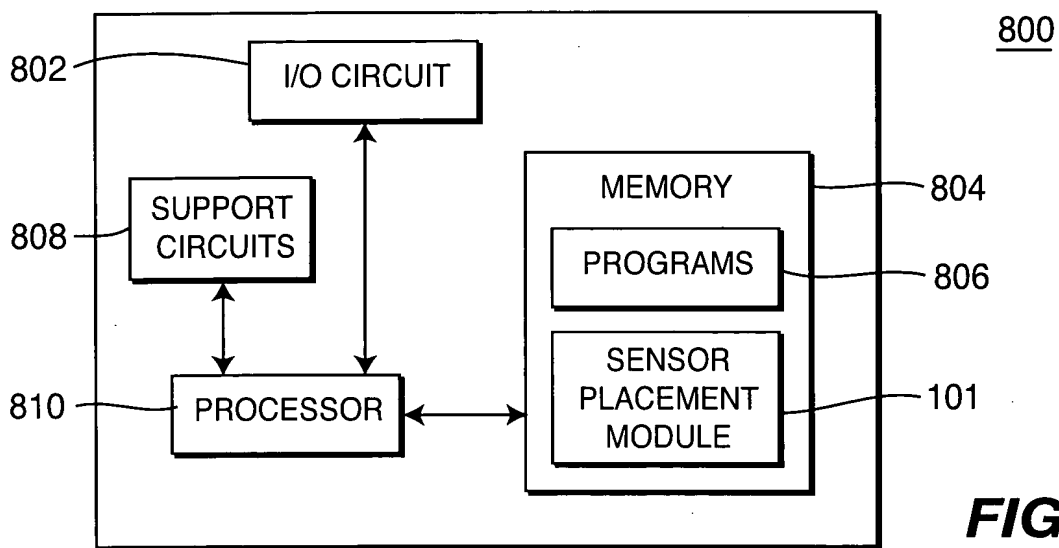 800
802
I/O CIRCUIT
MEMORY
804
808
SUPPORT
CIRCUITS
PROGRAMS
806
SENSOR
PLACEMENT
MODULE
101
810
PROCESSOR
FIG